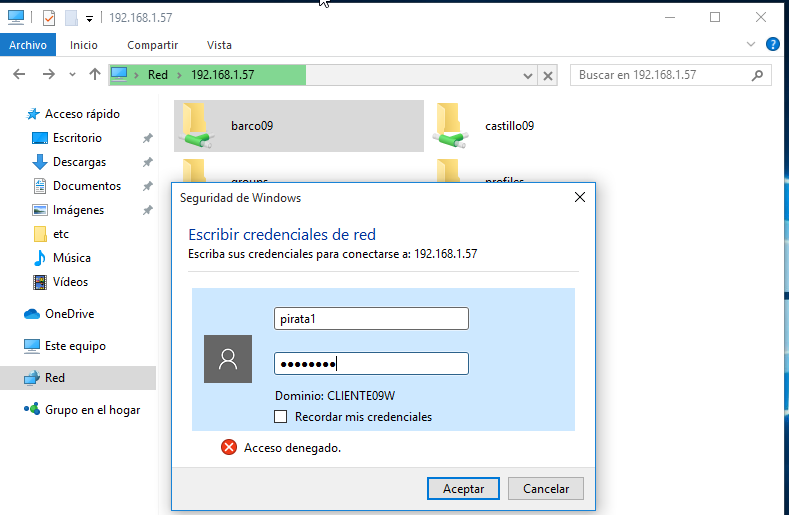 192.168.1.57
Archivo Inicio Compartir Vista
Red 192.168.1.57 Buscar en 192.168.1.57
Acceso rápido
Escritorio
Descargas
Documentos
Imágenes
etc
Música
Vídeos
OneDrive
Este equipo
Red
Grupo en el hogar
barco09 castillo09
groups profiles
Seguridad de Windows
Escribir credenciales de red
Escriba sus credenciales para conectarse a: 192.168.1.57
pirata1
●●●●●●●●
Dominio: CLIENTE09W
Recordar mis credenciales
Acceso denegado.
Aceptar Cancelar